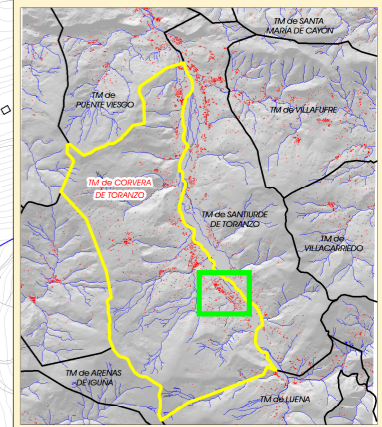 TM de SANTA
MARÍA DE CAYÓN
TM de
PUENTE VIESGO
TM de VILLAFUFRE
TM de CORVERA
DE TORANZO
TM de SANTIURDE
DE TORANZO
TM de
VILLACARRIEDO
TM de ARENAS
DE IGUÑA
TM de LUENA